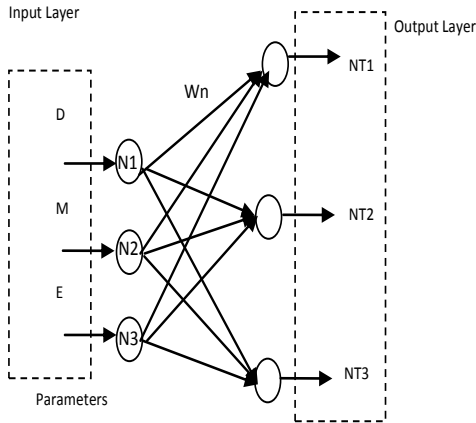 Input Layer
Output Layer
NT1
D
Wn
N1
M
NT2
N2
E
N3
NT3
Parameters